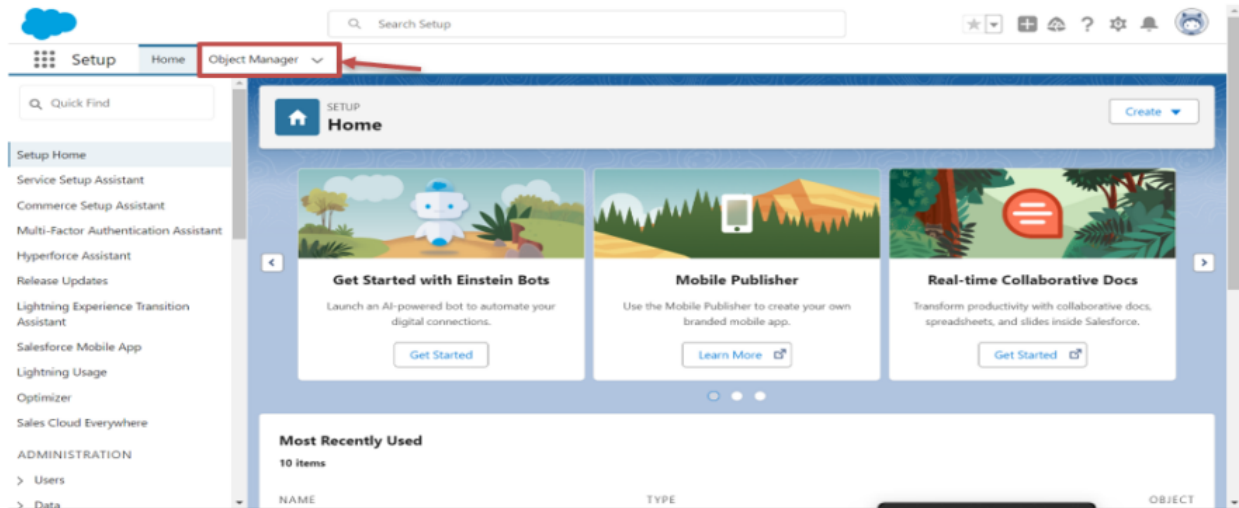 Search Setup
Setup
Home
Object Manager
Quick Find
Setup Home
Service Setup Assistant
Commerce Setup Assistant
Multi-Factor Authentication Assistant
Hyperforce Assistant
Release Updates
Lightning Experience Transition
Assistant
Salesforce Mobile App
Lightning Usage
Optimizer
Sales Cloud Everywhere
ADMINISTRATION
Users
Data
SETUP
Home
Create
Get Started with Einstein Bots
Launch an AI-powered bot to automate your
digital connections.
Get Started
Mobile Publisher
Use the Mobile Publisher to create your own
branded mobile app.
Learn More
Real-time Collaborative Docs
Transform productivity with collaborative docs,
spreadsheets, and slides inside Salesforce.
Get Started
Most Recently Used
10 items
NAME
TYPE
OBJECT